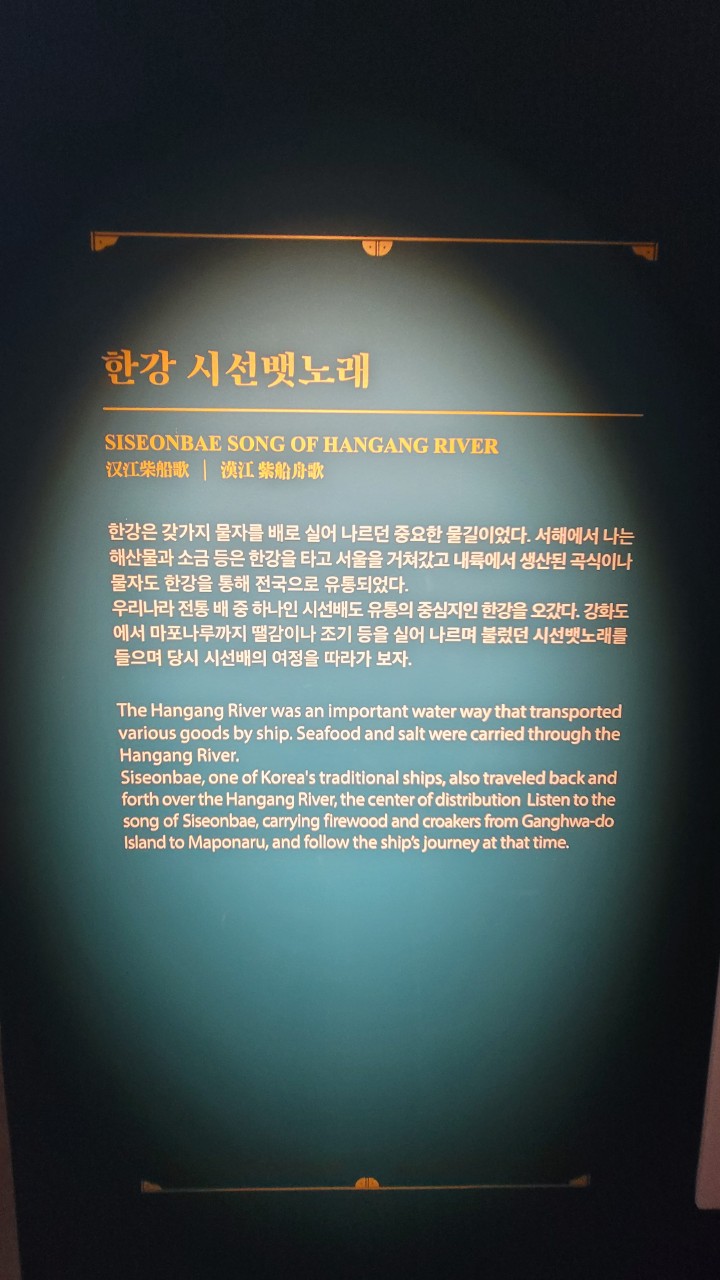 한강 시선뱃노래
SISEONBAE SONG OF HANGANG RIVER
汉江柴船歌 | 漢江 紫船舟歌
한강은 갖가지 물자를 배로 실어 나르던 중요한 물길이었다. 서해에서 나는
해산물과 소금 등은 한강을 타고 서울을 거쳐갔고 내륙에서 생산된 곡식이나
물자도 한강을 통해 전국으로 유통되었다.
우리나라 전통 배 중 하나인 시선배도 유통의 중심지인 한강을 오갔다. 강화도
에서 마포나루까지 땔감이나 조기 등을 실어 나르며 불렀던 시선뱃노래를
들으며 당시 시선배의 여정을 따라가 보자.
The Hangang River was an important water way that transported
various goods by ship. Seafood and salt were carried through the
Hangang River.
Siseonbae, one of Korea's traditional ships, also traveled back and
forth over the Hangang River, the center of distribution Listen to the
song of Siseonbae, carrying firewood and croakers from Ganghwa-do
Island to Maponaru, and follow the ship's journey at that time.